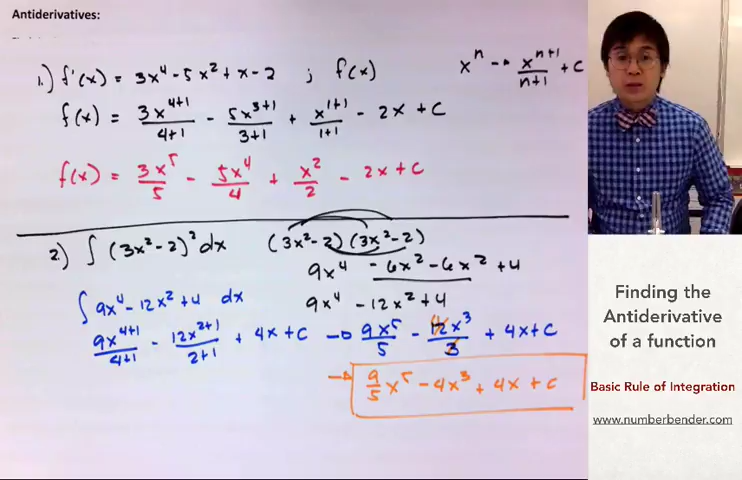 Antiderivatives:
1.) f'(x) = 3x⁴ - 5x² + x - 2 ; f(x)
xⁿ → xⁿ⁺¹/n+1 + C
f(x) = 3x⁴⁺¹/4+1 - 5x³⁺¹/3+1 + x¹⁺¹/1+1 - 2x + C
f(x) = 3x⁵/5 - 5x⁴/4 + x²/2 - 2x + C
2.) ∫ (3x² - 2)² dx
(3x² - 2)(3x² - 2)
9x⁴ - 6x² - 6x² + 4
∫ 9x⁴ - 12x² + 4 dx
9x⁴ - 12x² + 4
9x⁴⁺¹/4+1 - 12x²⁺¹/2+1 + 4x + C → 9x⁵/5 - 12x³/3 + 4x + C
→ 9/5 x⁵ - 4x³ + 4x + C
Finding the
Antiderivative
of a function
Basic Rule of Integration
www.numberbender.com